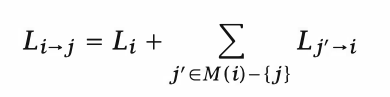 L_{i→j} = L_i + ∑_{j'∈M(i)−{j}} L_{j'→i}